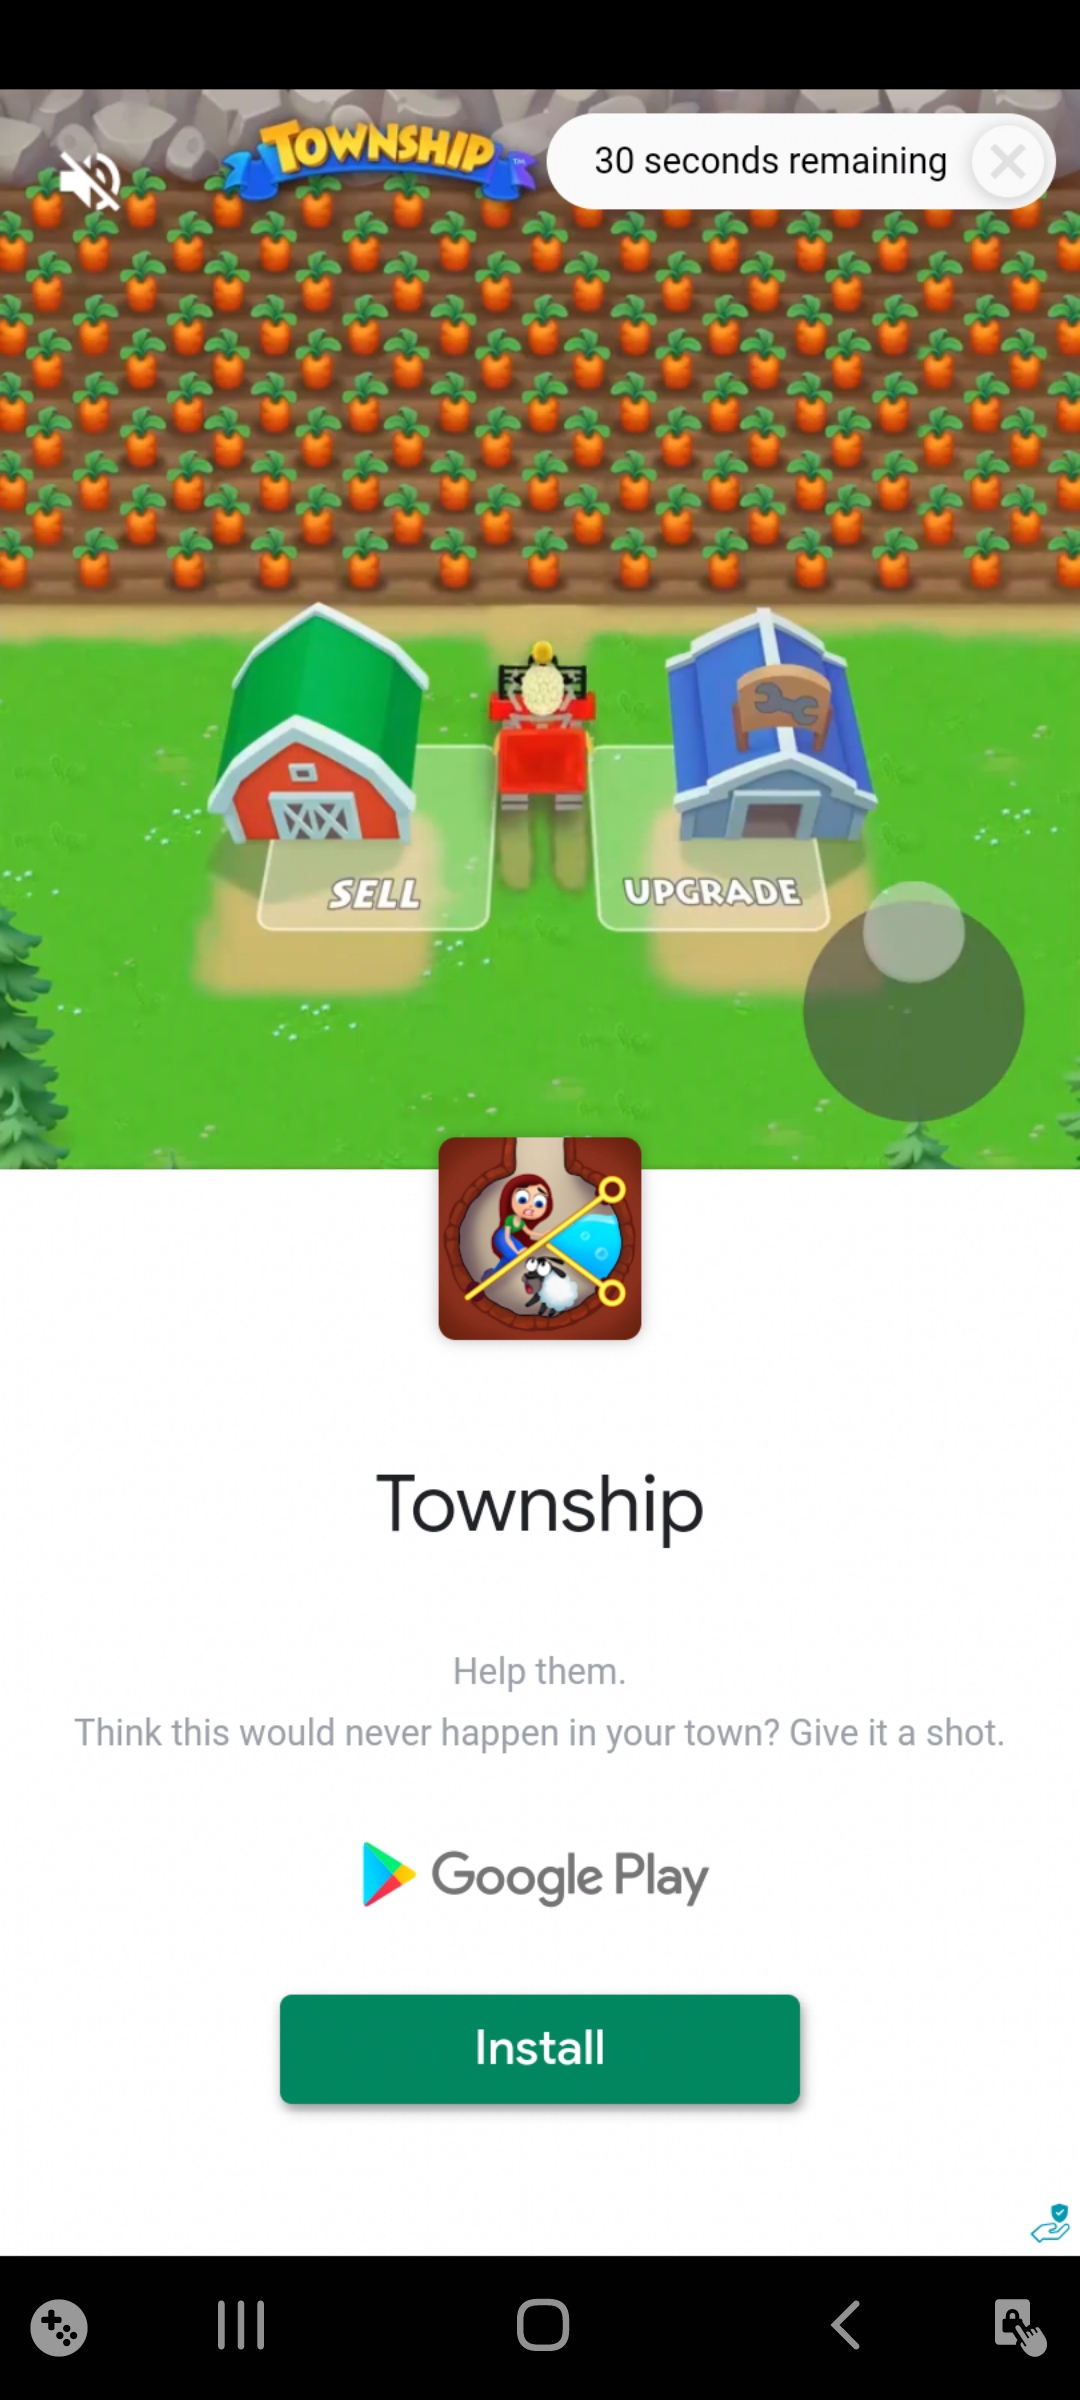 TOWNSHIP™
30 seconds remaining
SELL
UPGRADE
Township
Help them.
Think this would never happen in your town? Give it a shot.
Google Play
Install